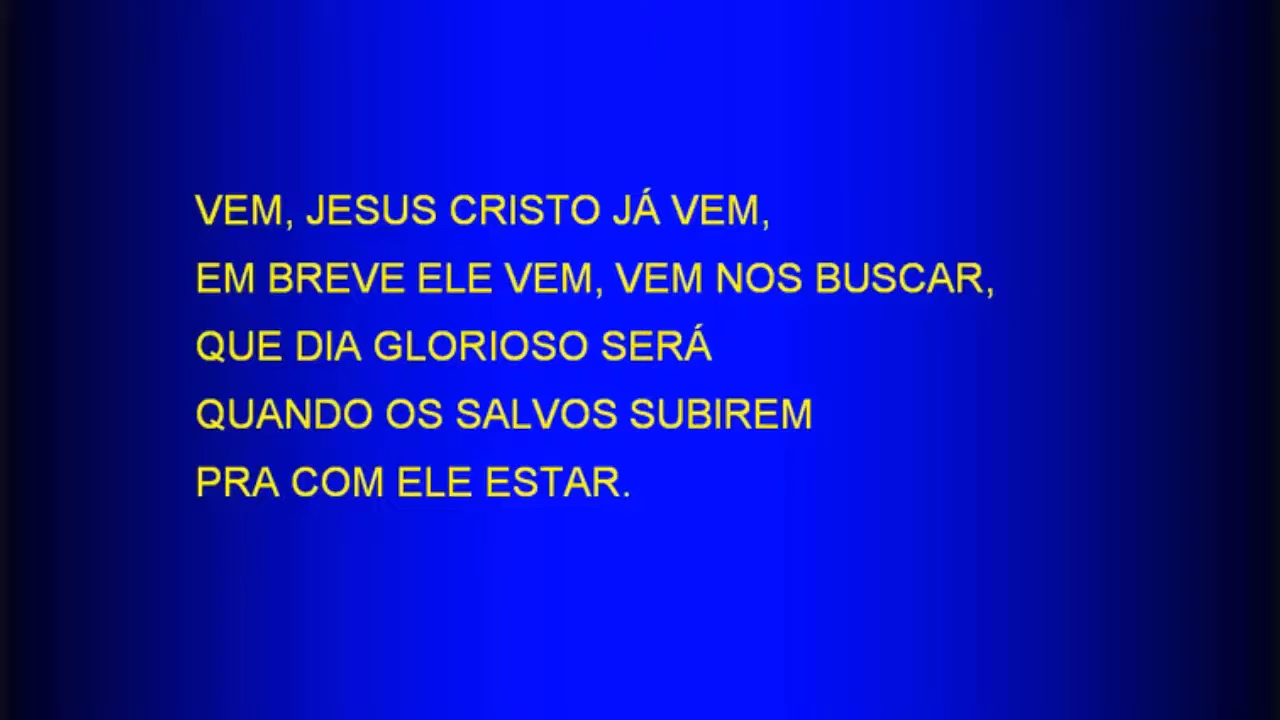 VEM, JESUS CRISTO JÁ VEM,
EM BREVE ELE VEM, VEM NOS BUSCAR,
QUE DIA GLORIOSO SERÁ
QUANDO OS SALVOS SUBIREM
PRA COM ELE ESTAR.